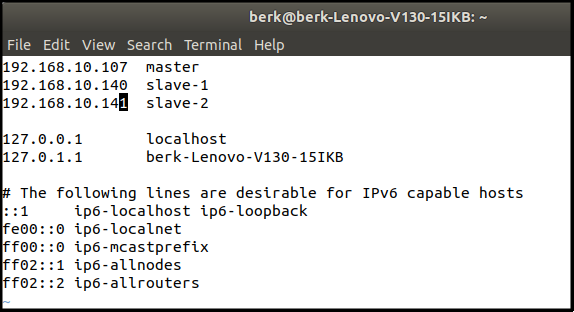 berk@berk-Lenovo-V130-15IKB: ~
File Edit View Search Terminal Help
192.168.10.107 master
192.168.10.140 slave-1
192.168.10.141 slave-2
127.0.0.1 localhost
127.0.1.1 berk-Lenovo-V130-15IKB
# The following lines are desirable for IPv6 capable hosts
::1 ip6-localhost ip6-loopback
fe00::0 ip6-localnet
ff00::0 ip6-mcastprefix
ff02::1 ip6-allnodes
ff02::2 ip6-allrouters
~